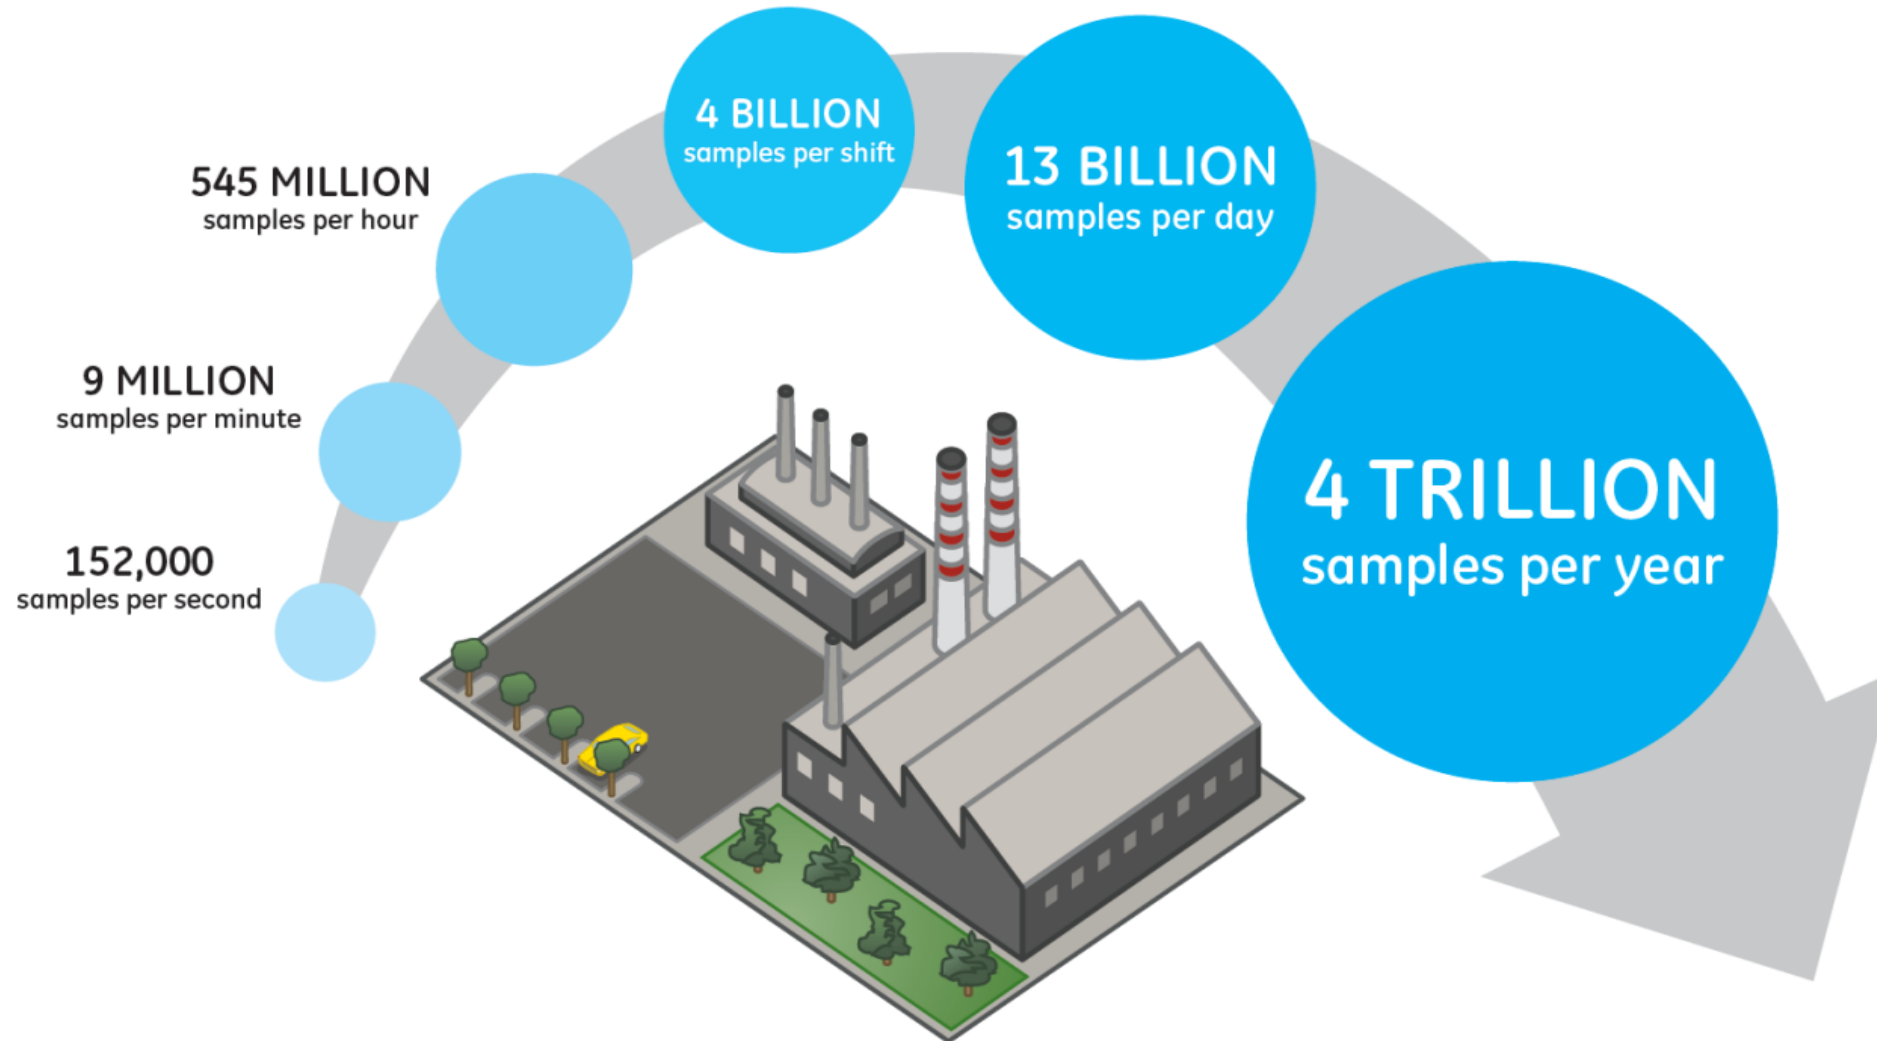 152,000
samples per second
9 MILLION
samples per minute
545 MILLION
samples per hour
4 BILLION
samples per shift
13 BILLION
samples per day
4 TRILLION
samples per year